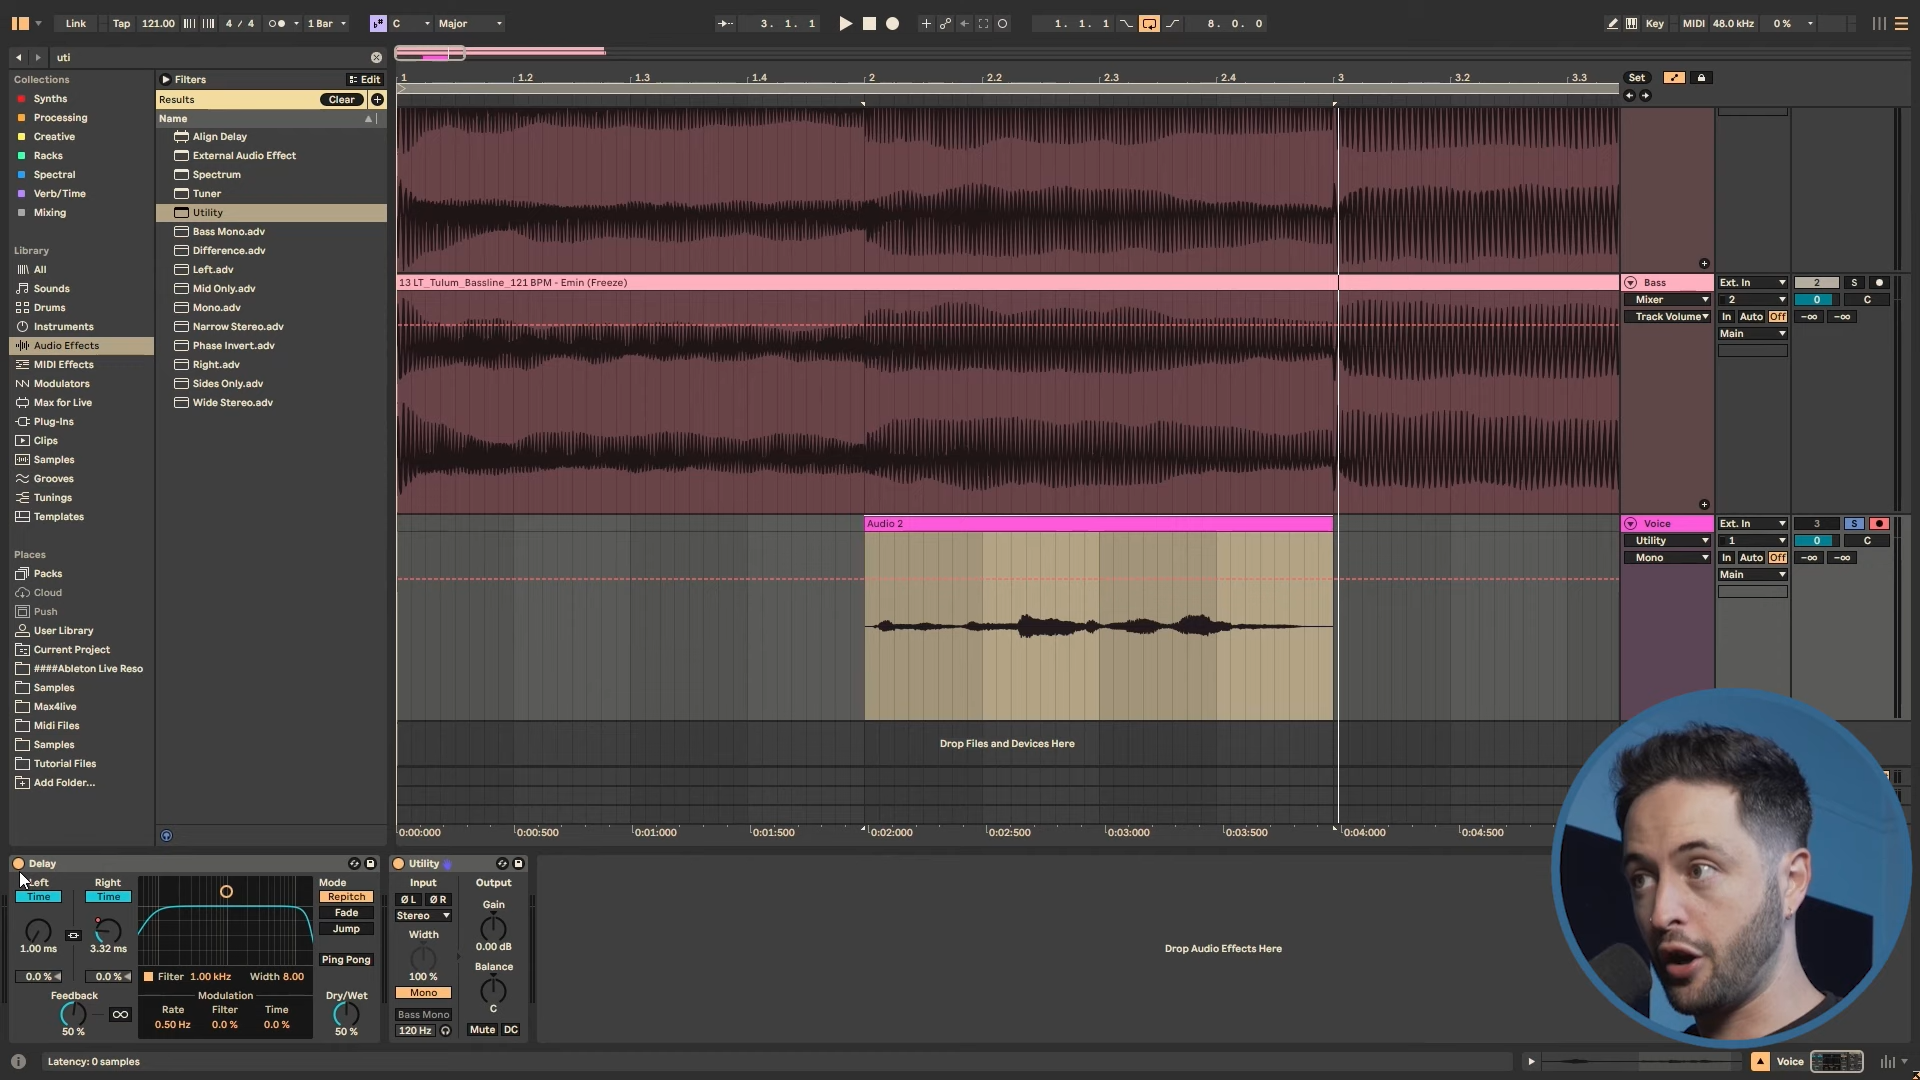 Link Tap 121.00 4 / 4 1 Bar C Major 3. 1. 1 1. 1. 1 8. 0. 0 Key MIDI 48.0 kHz 0 %
uti
Collections
Synths
Processing
Creative
Racks
Spectral
Verb/Time
Mixing
Library
All
Sounds
Drums
Instruments
Audio Effects
MIDI Effects
Modulators
Max for Live
Plug-Ins
Clips
Samples
Grooves
Tunings
Templates
Places
Packs
Cloud
Push
User Library
Current Project
####Ableton Live Reso
Samples
Max4live
Midi Files
Samples
Tutorial Files
Add Folder...
Filters Edit
Results Clear
Name
Align Delay
External Audio Effect
Spectrum
Tuner
Utility
Bass Mono.adv
Difference.adv
Left.adv
Mid Only.adv
Mono.adv
Narrow Stereo.adv
Phase Invert.adv
Right.adv
Sides Only.adv
Wide Stereo.adv
1 1.2 1.3 1.4 2 2.2 2.3 2.4 3 3.2 3.3 Set
13 LT_Tulum_Bassline_121 BPM - Emin (Freeze)
Bass Ext. In 2 S
Mixer 2 0 C
Track Volume In Auto Off -∞ -∞
Main
Audio 2
Voice Ext. In 3 S
Utility 1 0 C
Mono In Auto Off -∞ -∞
Main
Drop Files and Devices Here
0:00:000 0:00:500 0:01:000 0:01:500 0:02:000 0:02:500 0:03:000 0:03:500 0:04:000 0:04:500
Delay
Left Right
Time Time
1.00 ms 3.32 ms
0.0 % 0.0 %
Feedback
50 %
Filter 1.00 kHz Width 8.00
Modulation
Rate Filter Time
0.50 Hz 0.0 % 0.0 %
Mode
Repitch
Fade
Jump
Ping Pong
Dry/Wet
50 %
Utility
Input
Ø L Ø R
Stereo
Width
100 %
Mono
Bass Mono
120 Hz
Output
Gain
0.00 dB
Balance
C
Mute DC
Drop Audio Effects Here
Latency: 0 samples
Voice